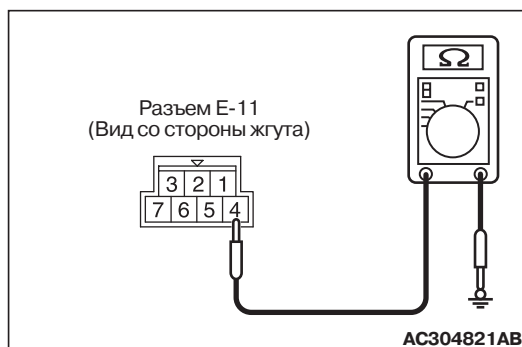 Ω
Разъем E-11
(Вид со стороны жгута)
3 2 1
7 6 5 4
AC304821AB